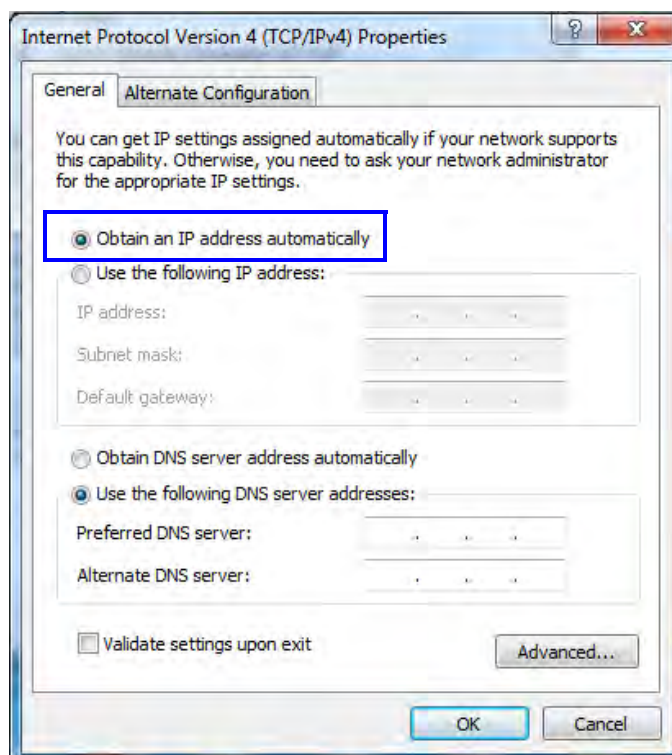 Internet Protocol Version 4 (TCP/IPv4) Properties
General
Alternate Configuration
You can get IP settings assigned automatically if your network supports
this capability. Otherwise, you need to ask your network administrator
for the appropriate IP settings.
Obtain an IP address automatically
Use the following IP address:
IP address:
Subnet mask:
Default gateway:
Obtain DNS server address automatically
Use the following DNS server addresses:
Preferred DNS server:
Alternate DNS server:
Validate settings upon exit
Advanced...
OK
Cancel